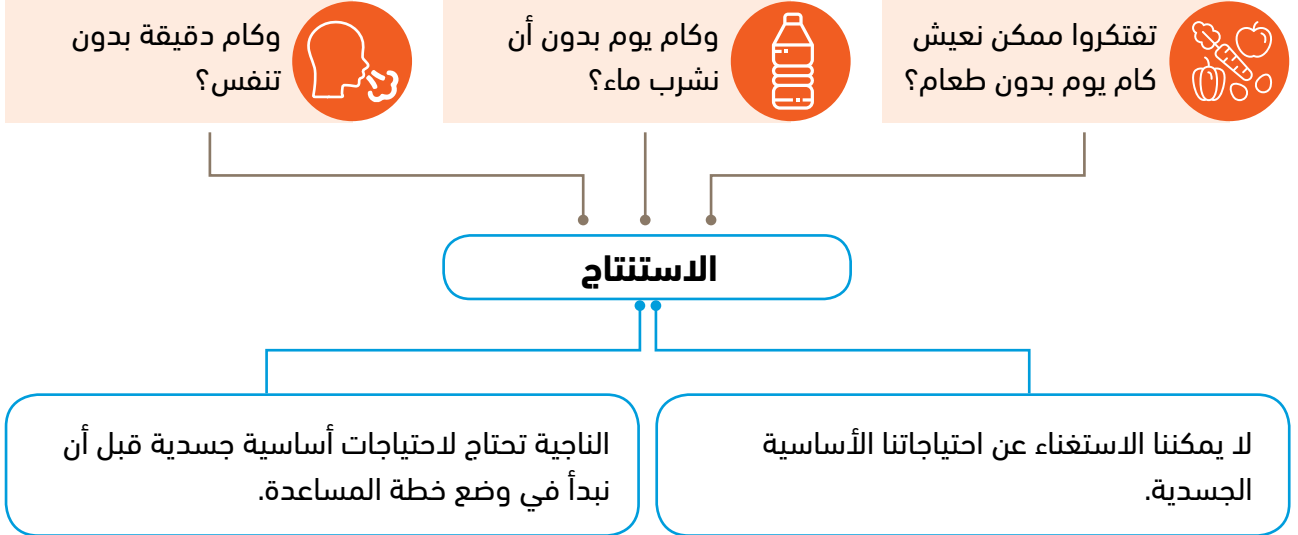 تفتكروا ممكن نعيش
كام يوم بدون طعام؟
وكام يوم بدون أن
نشرب ماء؟
وكام دقيقة بدون
تنفس؟
الاستنتاج
لا يمكننا الاستغناء عن احتياجاتنا الأساسية
الجسدية.
الناجية تحتاج لاحتياجات أساسية جسدية قبل أن
نبدأ في وضع خطة المساعدة.